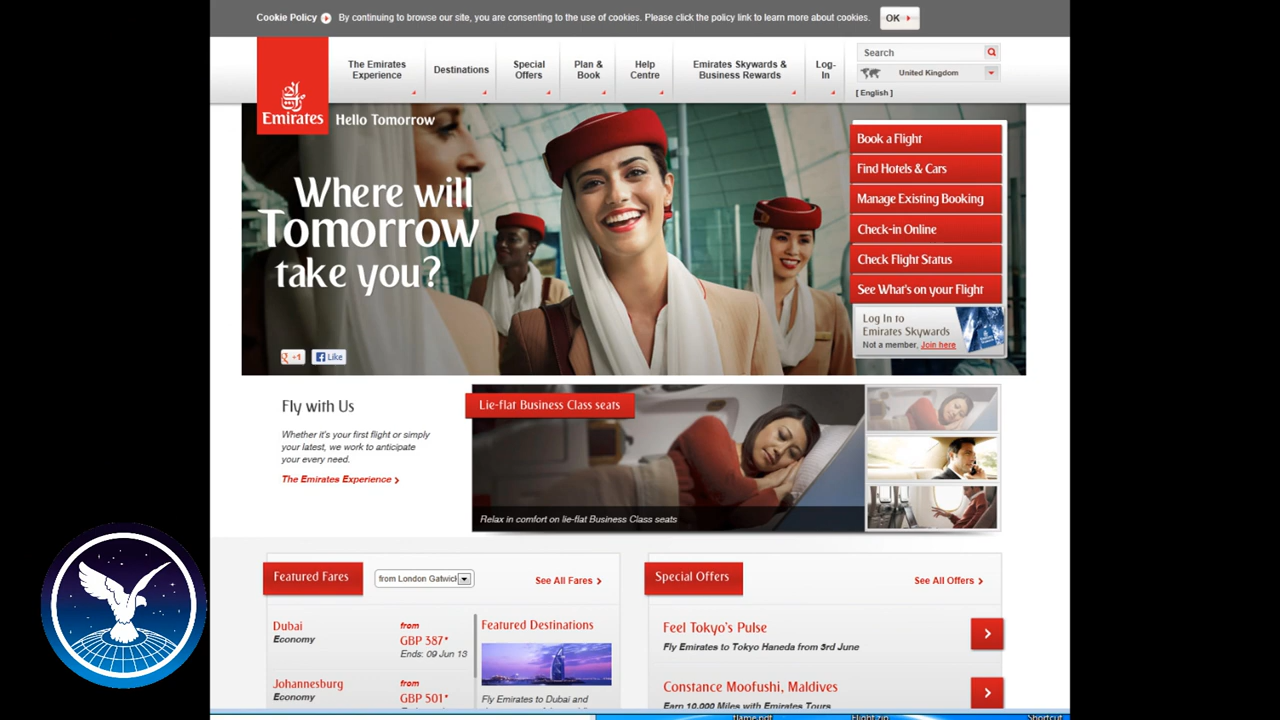 Cookie Policy By continuing to browse our site, you are consenting to the use of cookies. Please click the policy link to learn more about cookies. OK
The Emirates
Experience
Destinations
Special
Offers
Plan &
Book
Help
Centre
Emirates Skywards &
Business Rewards
Log-
In
Search
United Kingdom
[ English ]
Emirates
Hello Tomorrow
Where will
Tomorrow
take you?
+1
Like
Book a Flight
Find Hotels & Cars
Manage Existing Booking
Check-in Online
Check Flight Status
See What's on your Flight
Log In to
Emirates Skywards
Not a member, Join here
Fly with Us
Whether it's your first flight or simply
your latest, we work to anticipate
your every need.
The Emirates Experience
Lie-flat Business Class seats
Relax in comfort on lie-flat Business Class seats
Featured Fares
from London Gatwick
See All Fares
Dubai
Economy
from
GBP 387*
Ends: 09 Jun 13
Johannesburg
Economy
from
GBP 501*
Featured Destinations
Fly Emirates to Dubai and
Special Offers
See All Offers
Feel Tokyo's Pulse
Fly Emirates to Tokyo Haneda from 3rd June
Constance Moofushi, Maldives
Earn 10,000 Miles with Emirates Tours
flame.pdf
Flight.zip
Shortcut